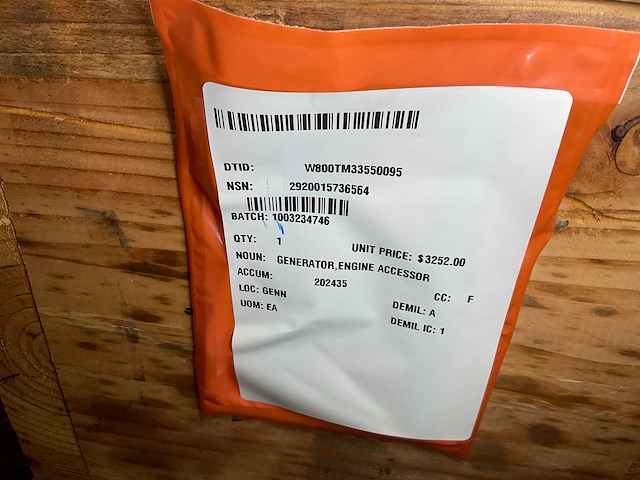 DTID: W800TM33550095
NSN: 2920015736564
BATCH: 1003234746
QTY: 1 UNIT PRICE: $3252.00
NOUN: GENERATOR,ENGINE ACCESSOR
ACCUM: 202435 CC: F
LOC: GENN DEMIL: A
UOM: EA DEMIL IC: 1